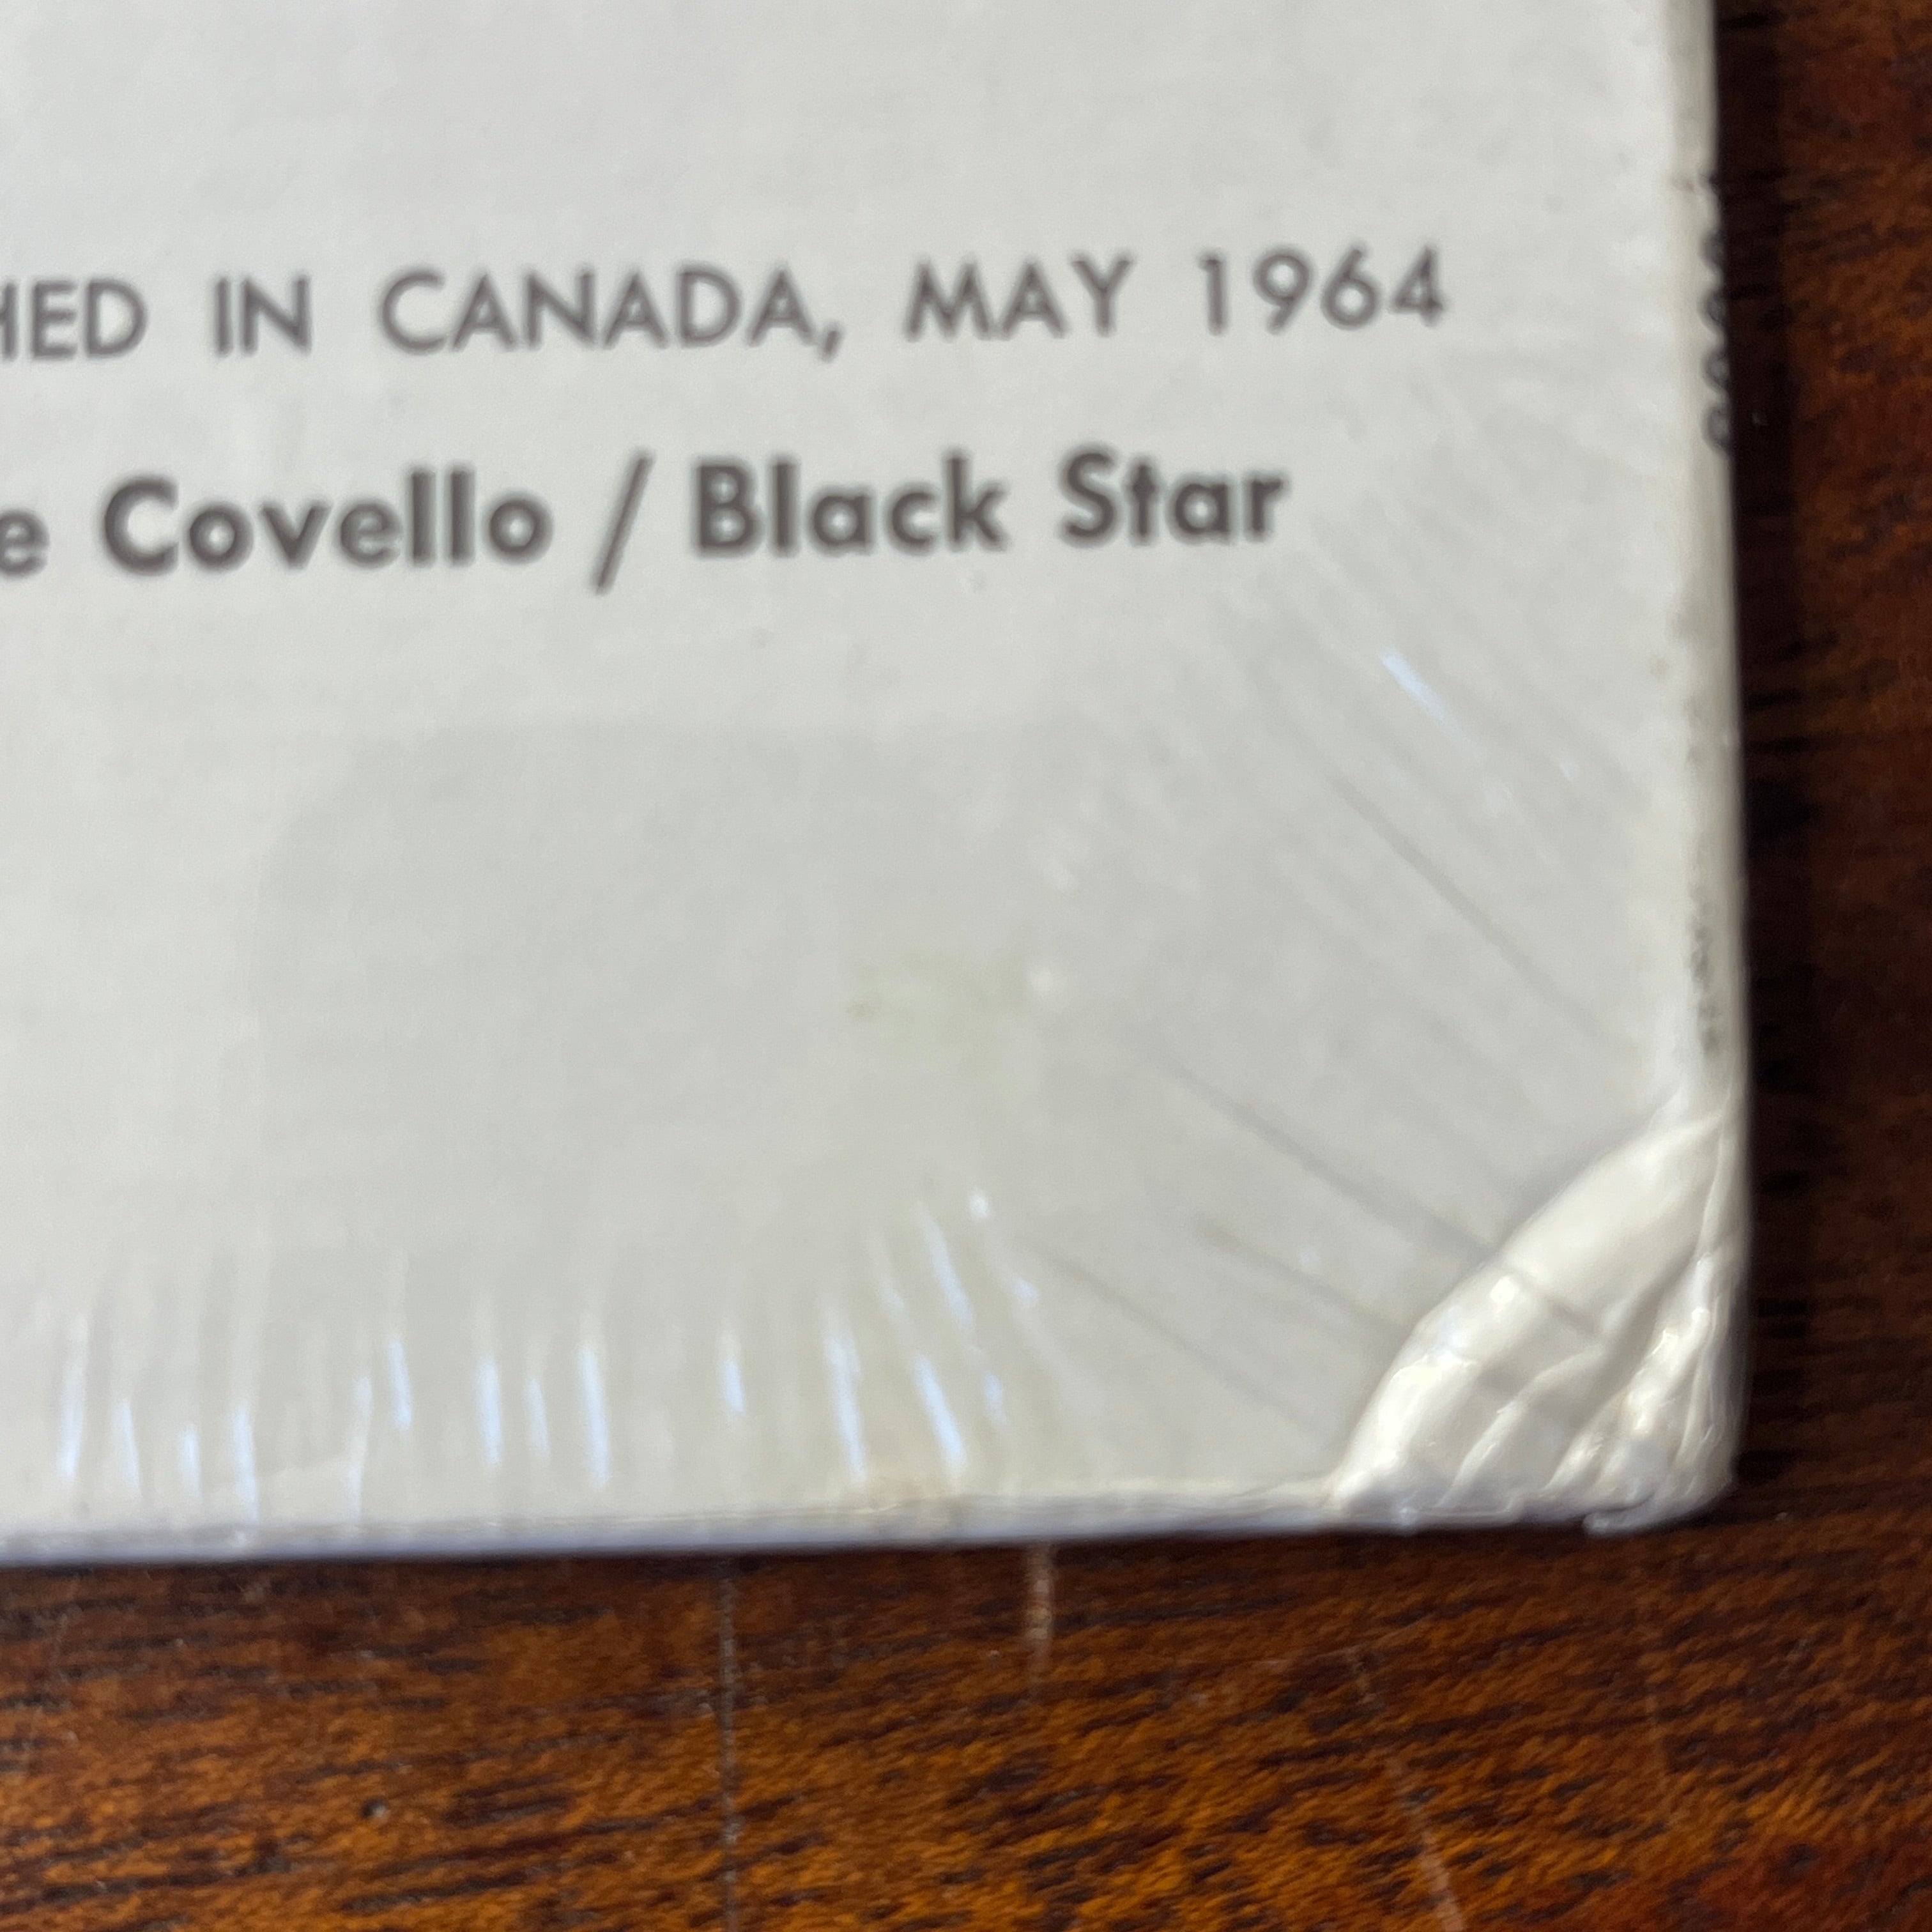 HED IN CANADA, MAY 1964
e Covello / Black Star